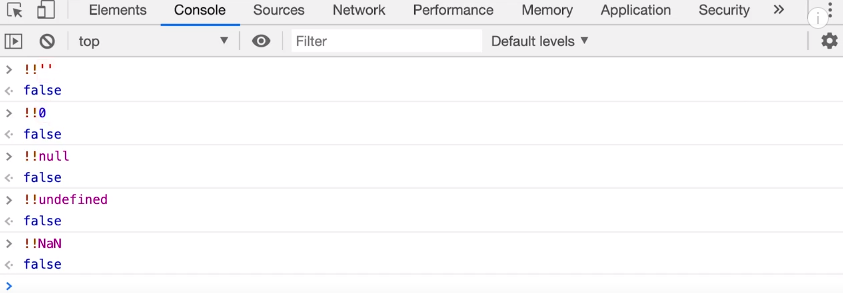 Elements Console Sources Network Performance Memory Application Security »
top ▼ Filter Default levels ▼
> !!''
false
> !!0
false
> !!null
false
> !!undefined
false
> !!NaN
false
>